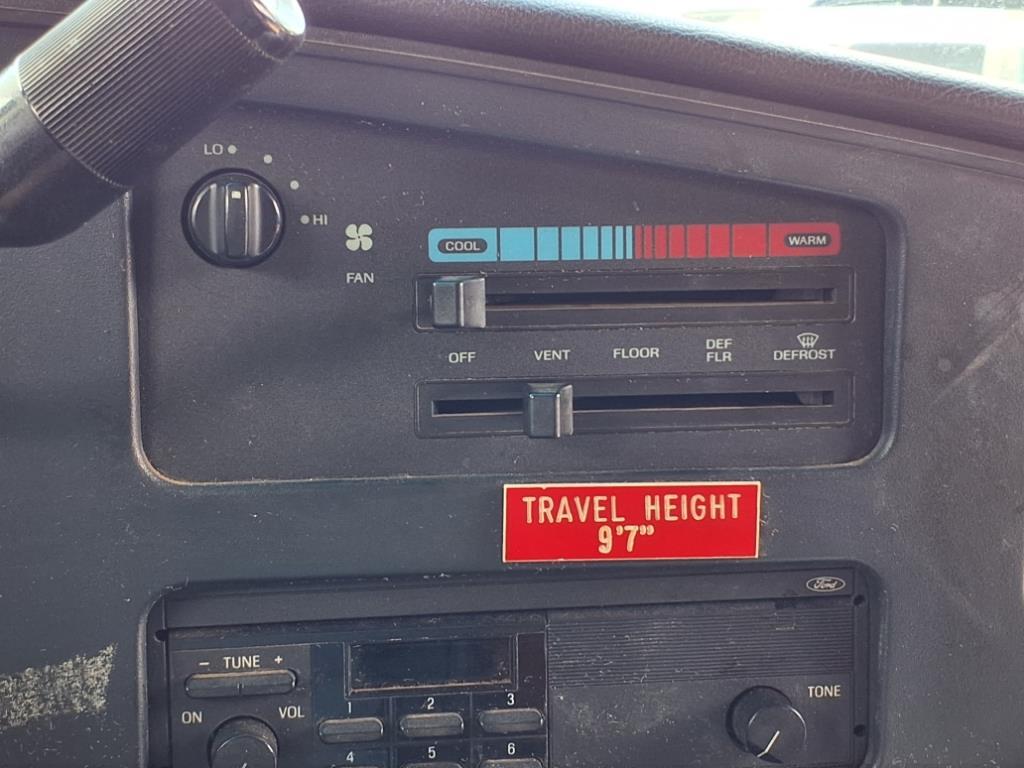 LO
HI
FAN
COOL WARM
OFF VENT FLOOR DEF FLR DEFROST
TRAVEL HEIGHT
9'7"
Ford
- TUNE +
ON VOL
1 2 3
4 5 6
TONE